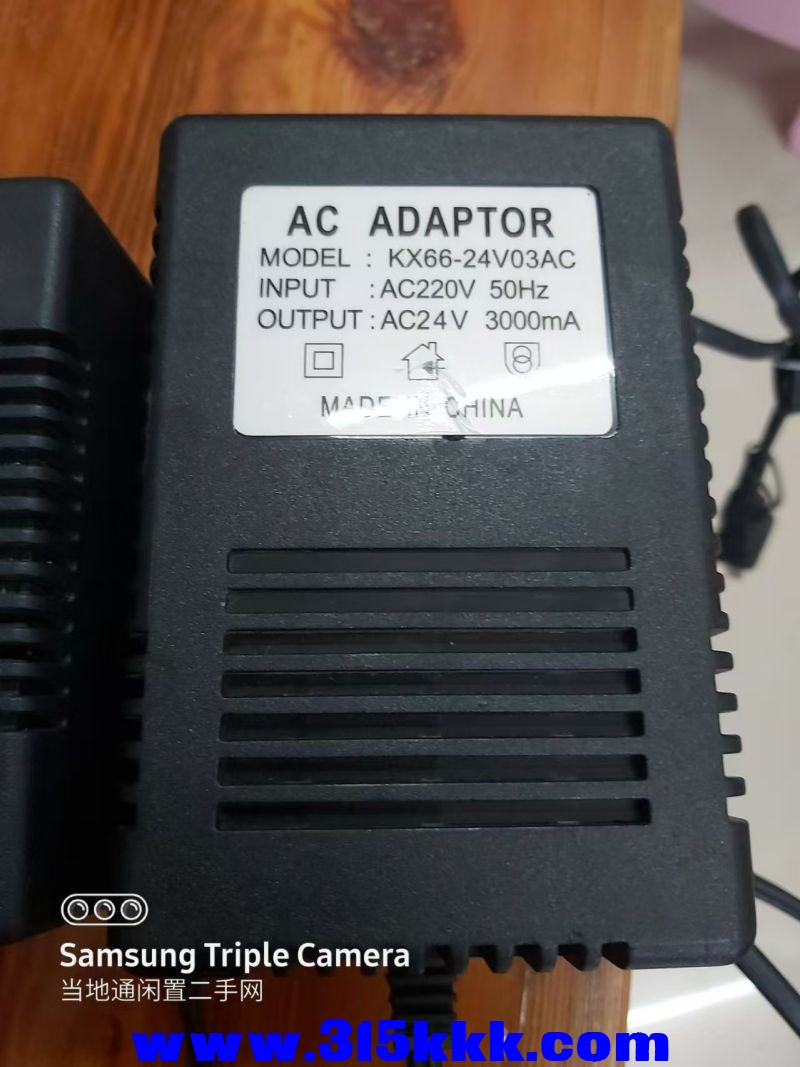 AC ADAPTOR
MODEL : KX66-24V03AC
INPUT : AC220V 50Hz
OUTPUT : AC24V 3000mA
MADE IN CHINA
Samsung Triple Camera
当地通闲置二手网
www.315kkk.com